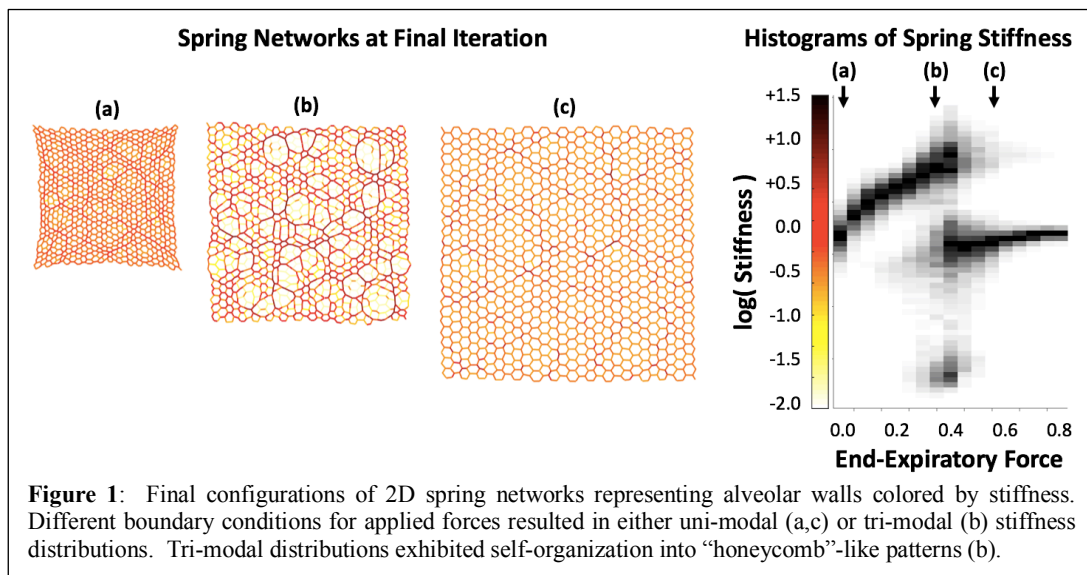 Spring Networks at Final Iteration
Histograms of Spring Stiffness
(a)
(b)
(c)
(a)
(b)
(c)
log( Stiffness )
+1.5
+1.0
+0.5
0.0
-0.5
-1.0
-1.5
-2.0
0.0 0.2 0.4 0.6 0.8
End-Expiratory Force
Figure 1: Final configurations of 2D spring networks representing alveolar walls colored by stiffness.
Different boundary conditions for applied forces resulted in either uni-modal (a,c) or tri-modal (b) stiffness
distributions. Tri-modal distributions exhibited self-organization into “honeycomb”-like patterns (b).